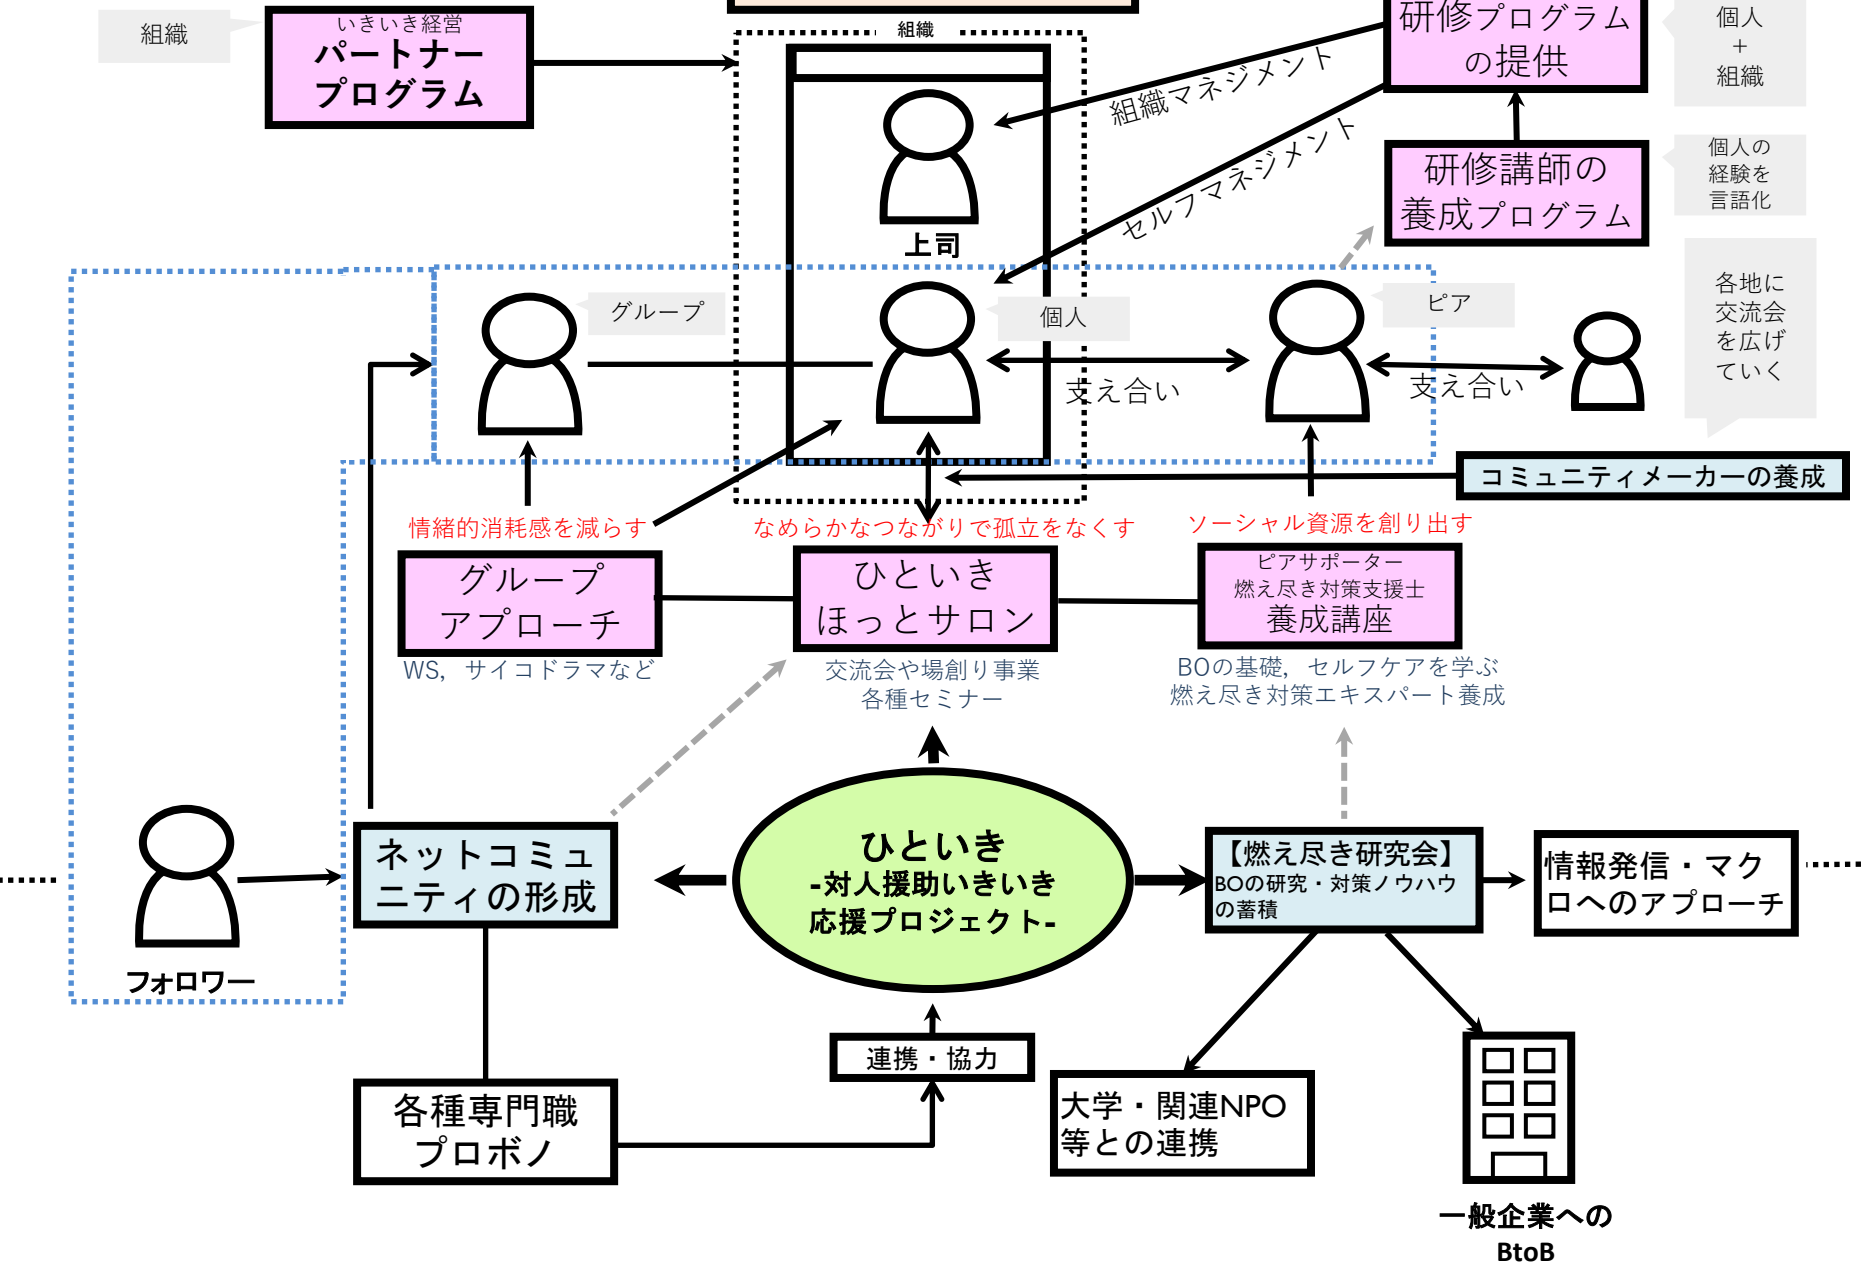 組織
いきいき経営
パートナー
プログラム
組織
研修プログラム
の提供
個人
＋
組織
組織マネジメント
セルフマネジメント
研修講師の
養成プログラム
個人の
経験を
言語化
上司
グループ
個人
ピア
各地に
交流会
を広げ
ていく
支え合い
支え合い
コミュニティメーカーの養成
情緒的消耗感を減らす
なめらかなつながりで孤立をなくす
ソーシャル資源を創り出す
グループ
アプローチ
ひといき
ほっとサロン
ピアサポーター
燃え尽き対策支援士
養成講座
WS，サイコドラマなど
交流会や場創り事業
各種セミナー
BOの基礎，セルフケアを学ぶ
燃え尽き対策エキスパート養成
ネットコミュ
ニティの形成
ひといき
-対人援助いきいき
応援プロジェクト-
【燃え尽き研究会】
BOの研究・対策ノウハウ
の蓄積
情報発信・マク
ロへのアプローチ
フォロワー
連携・協力
各種専門職
プロボノ
大学・関連NPO
等との連携
一般企業への
BtoB